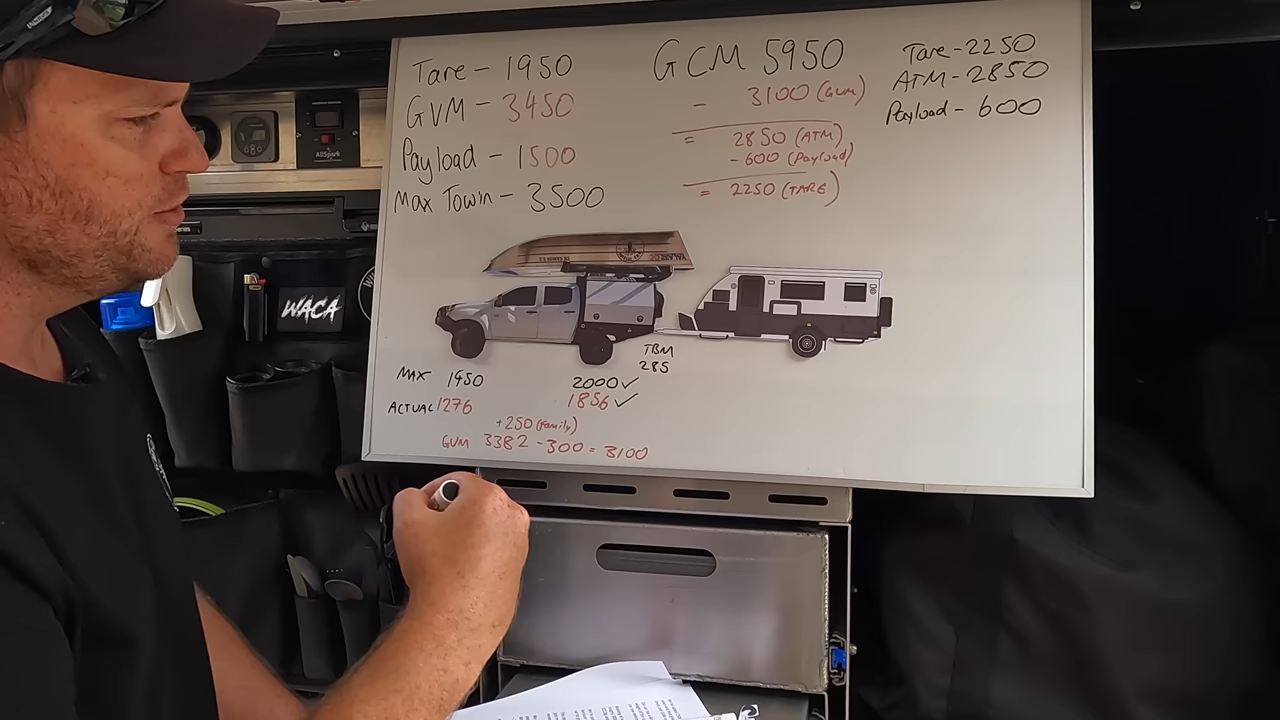 Tare - 1950
GVM - 3450
Payload - 1500
Max Towin - 3500
GCM 5950
- 3100 (GVM)
= 2850 (ATM)
- 600 (Payload)
= 2250 (TARE)
Tare - 2250
ATM - 2850
Payload - 600
TBM
285
MAX 1450 2000 ✓
ACTUAL 1276 1856 ✓
+250 (family)
GVM 3382 - 300 = 3100
AllSpark
WACA